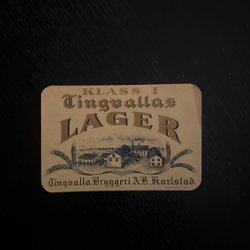 KLASS I
Tingvallas
LAGER
Tingvalla Bryggeri A.B. Karlstad.